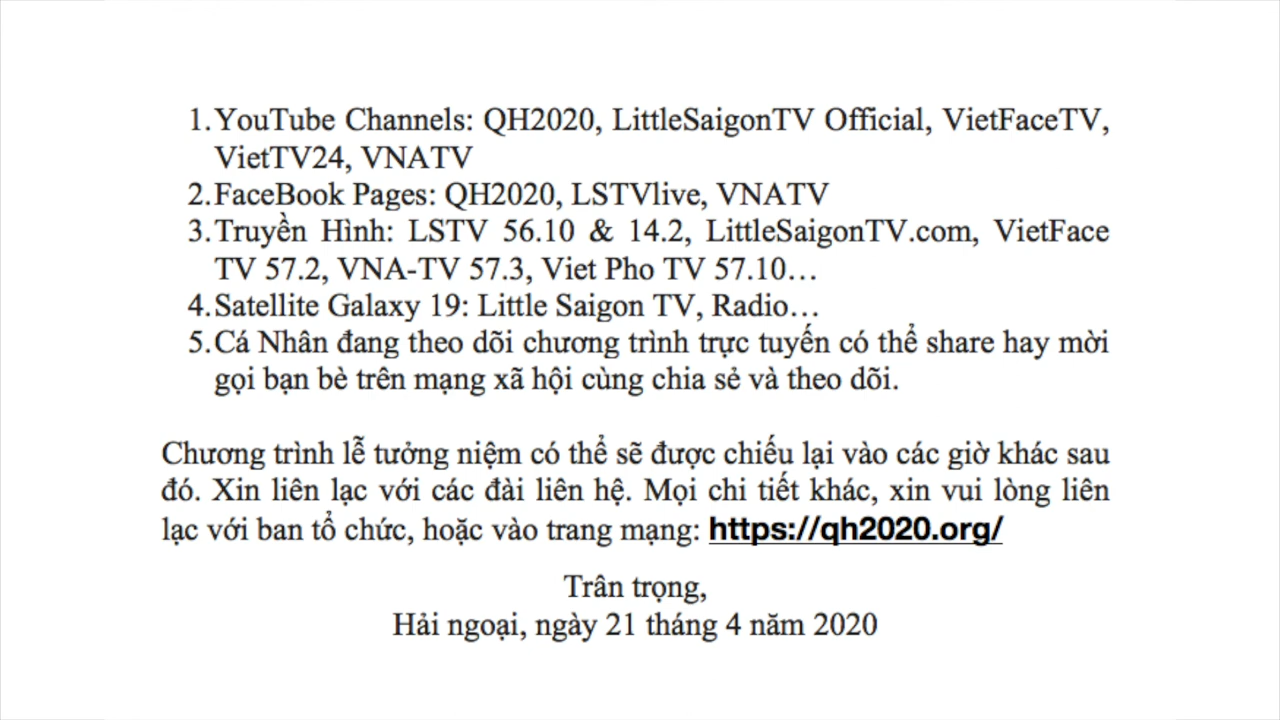 1. YouTube Channels: QH2020, LittleSaigonTV Official, VietFaceTV,
VietTV24, VNATV
2. FaceBook Pages: QH2020, LSTVlive, VNATV
3. Truyền Hình: LSTV 56.10 & 14.2, LittleSaigonTV.com, VietFace
TV 57.2, VNA-TV 57.3, Viet Pho TV 57.10…
4. Satellite Galaxy 19: Little Saigon TV, Radio…
5. Cá Nhân đang theo dõi chương trình trực tuyến có thể share hay mời
gọi bạn bè trên mạng xã hội cùng chia sẻ và theo dõi.
Chương trình lễ tưởng niệm có thể sẽ được chiếu lại vào các giờ khác sau
đó. Xin liên lạc với các đài liên hệ. Mọi chi tiết khác, xin vui lòng liên
lạc với ban tổ chức, hoặc vào trang mạng: https://qh2020.org/
Trân trọng,
Hải ngoại, ngày 21 tháng 4 năm 2020